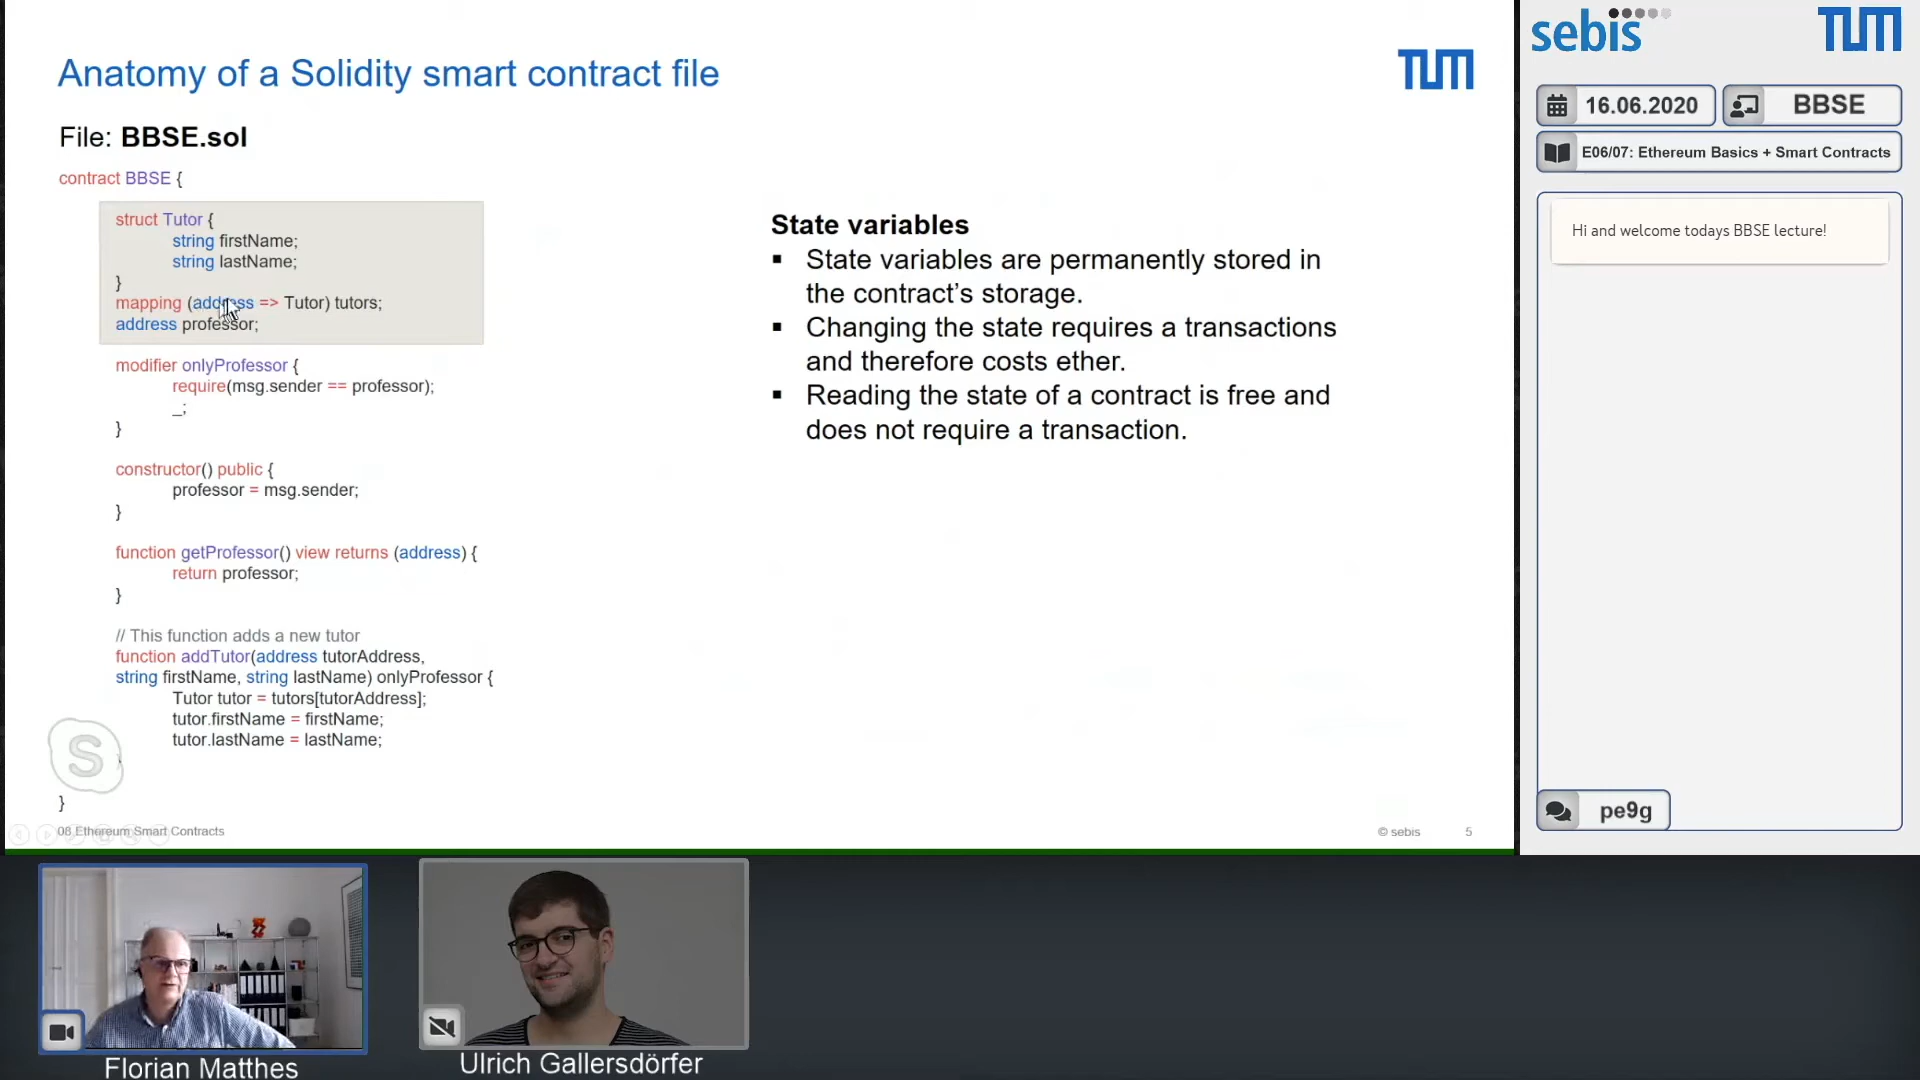 Anatomy of a Solidity smart contract file
TUM
File: BBSE.sol
contract BBSE {
struct Tutor {
string firstName;
string lastName;
}
mapping (address => Tutor) tutors;
address professor;
modifier onlyProfessor {
require(msg.sender == professor);
_;
}
constructor() public {
professor = msg.sender;
}
function getProfessor() view returns (address) {
return professor;
}
// This function adds a new tutor
function addTutor(address tutorAddress,
string firstName, string lastName) onlyProfessor {
Tutor tutor = tutors[tutorAddress];
tutor.firstName = firstName;
tutor.lastName = lastName;
}
State variables
▪ State variables are permanently stored in
the contract’s storage.
▪ Changing the state requires a transactions
and therefore costs ether.
▪ Reading the state of a contract is free and
does not require a transaction.
S
08 Ethereum Smart Contracts
© sebis
5
sebis
TUM
16.06.2020
BBSE
E06/07: Ethereum Basics + Smart Contracts
Hi and welcome todays BBSE lecture!
pe9g
Florian Matthes
Ulrich Gallersdörfer